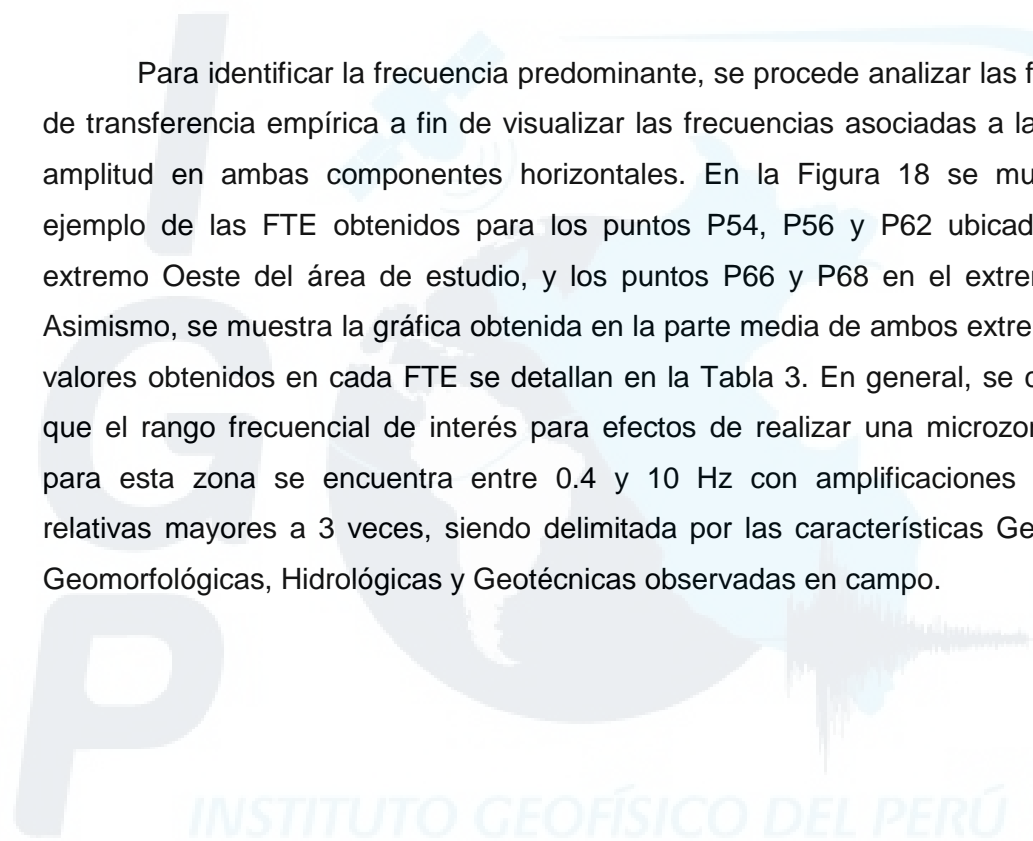 Para identificar la frecuencia predominante, se procede analizar las f
de transferencia empírica a fin de visualizar las frecuencias asociadas a la
amplitud en ambas componentes horizontales. En la Figura 18 se mu
ejemplo de las FTE obtenidos para los puntos P54, P56 y P62 ubicad
extremo Oeste del área de estudio, y los puntos P66 y P68 en el extre
Asimismo, se muestra la gráfica obtenida en la parte media de ambos extre
valores obtenidos en cada FTE se detallan en la Tabla 3. En general, se
que el rango frecuencial de interés para efectos de realizar una microzo
para esta zona se encuentra entre 0.4 y 10 Hz con amplificaciones
relativas mayores a 3 veces, siendo delimitada por las características Ge
Geomorfológicas, Hidrológicas y Geotécnicas observadas en campo.
I
G
P
INSTITUTO GEOFÍSICO DEL PERÚ